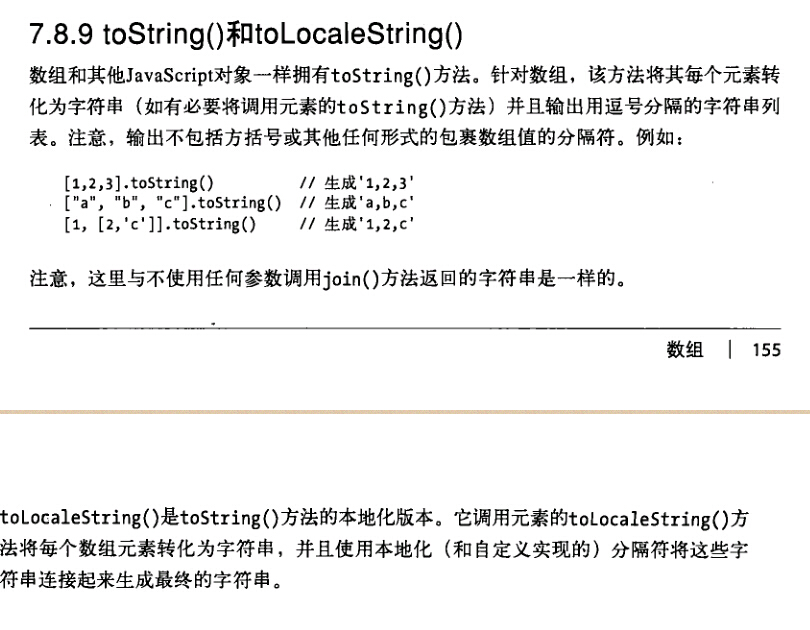 7.8.9 toString()和toLocaleString()
数组和其他JavaScript对象一样拥有toString()方法。针对数组，该方法将其每个元素转
化为字符串（如有必要将调用元素的toString()方法）并且输出用逗号分隔的字符串列
表。注意，输出不包括方括号或其他任何形式的包裹数组值的分隔符。例如：
[1,2,3].toString() // 生成'1,2,3'
["a", "b", "c"].toString() // 生成'a,b,c'
[1, [2,'c']].toString() // 生成'1,2,c'
注意，这里与不使用任何参数调用join()方法返回的字符串是一样的。
数组 | 155
toLocaleString()是toString()方法的本地化版本。它调用元素的toLocaleString()方
法将每个数组元素转化为字符串，并且使用本地化（和自定义实现的）分隔符将这些字
符串连接起来生成最终的字符串。